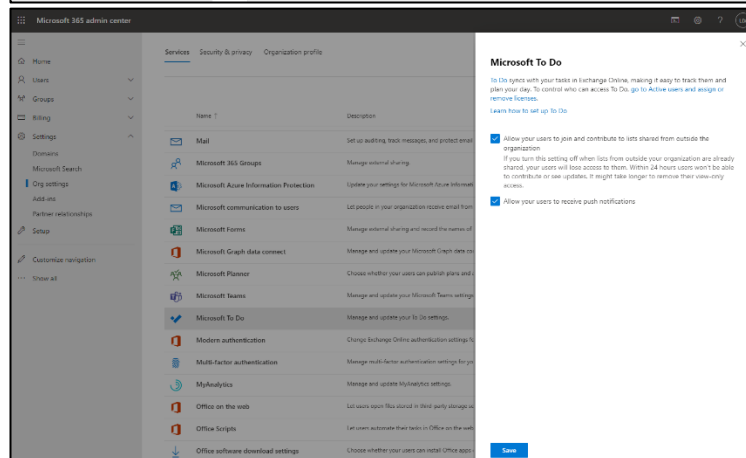 Microsoft 365 admin center
Home
Users
Groups
Billing
Settings
Domains
Microsoft Search
Org settings
Add-ins
Partner relationships
Setup
Customize navigation
Show all
Services Security & privacy Organization profile
Name ↑ Description
Mail Set up auditing, track messages, and protect email
Microsoft 365 Groups Manage external sharing.
Microsoft Azure Information Protection Update your settings for Microsoft Azure Informati
Microsoft communication to users Let people in your organization receive email from
Microsoft Forms Manage external sharing and record the names of
Microsoft Graph data connect Manage and update your Microsoft Graph data co
Microsoft Planner Choose whether your users can publish plans and
Microsoft Teams Manage and update your Microsoft Teams settings
Microsoft To Do Manage and update your To Do settings.
Modern authentication Change Exchange Online authentication settings fo
Multi-factor authentication Manage multi-factor authentication settings for yo
MyAnalytics Manage and update MyAnalytics settings.
Office on the web Let users open files stored in third-party storage se
Office Scripts Let users automate their tasks in Office on the web
Office software download settings Choose whether your users can install Office apps
Microsoft To Do
To Do syncs with your tasks in Exchange Online, making it easy to track them and
plan your day. To control who can access To Do, go to Active users and assign or
remove licenses.
Learn how to set up To Do
Allow your users to join and contribute to lists shared from outside the
organization
If you turn this setting off when lists from outside your organization are already
shared, your users will lose access to them. Within 24 hours users won't be able
to contribute or see updates. It might take longer to remove their view-only
access.
Allow your users to receive push notifications
Save